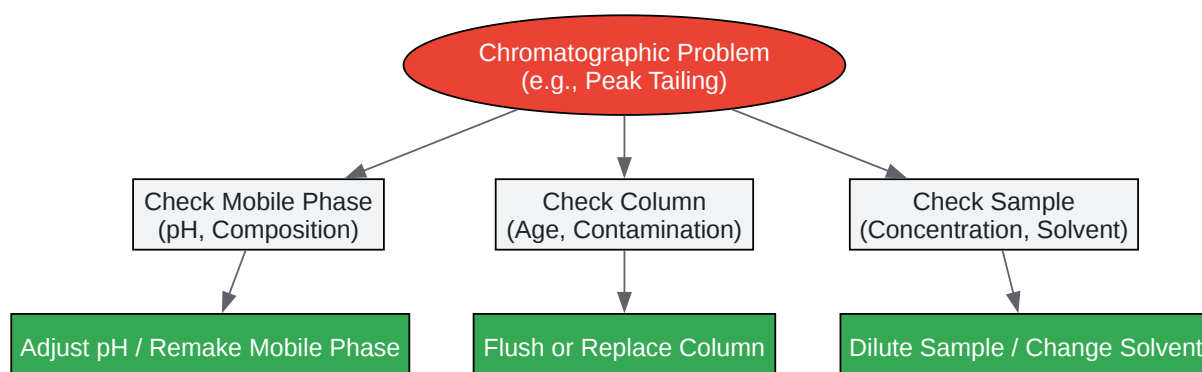 Chromatographic Problem
(e.g., Peak Tailing)
Check Mobile Phase
(pH, Composition)
Check Column
(Age, Contamination)
Check Sample
(Concentration, Solvent)
Adjust pH / Remake Mobile Phase
Flush or Replace Column
Dilute Sample / Change Solvent